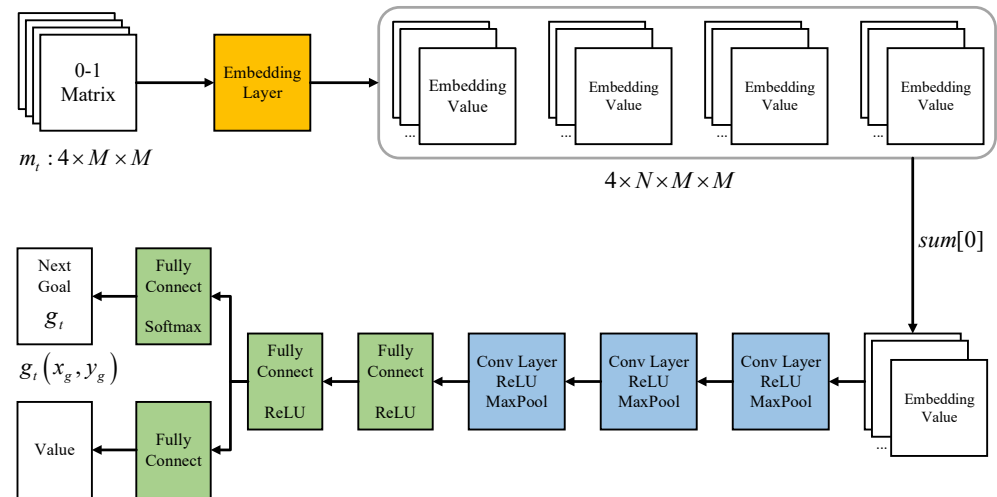 0-1
Matrix
m_t : 4 × M × M
Embedding
Layer
Embedding
Value
...
Embedding
Value
...
Embedding
Value
...
Embedding
Value
...
4 × N × M × M
sum[0]
Next
Goal
g_t
g_t (x_g, y_g)
Fully
Connect
Softmax
Fully
Connect
ReLU
Fully
Connect
ReLU
Conv Layer
ReLU
MaxPool
Conv Layer
ReLU
MaxPool
Conv Layer
ReLU
MaxPool
Embedding
Value
...
Value
Fully
Connect